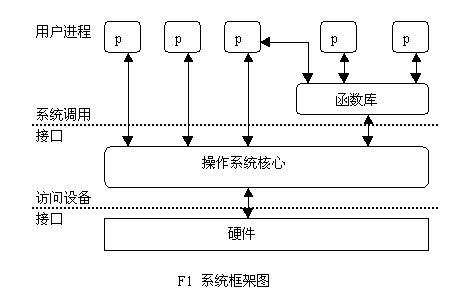 用户进程 p p p p p
函数库
系统调用
接口
操作系统核心
访问设备
接口
硬件
F1 系统框架图